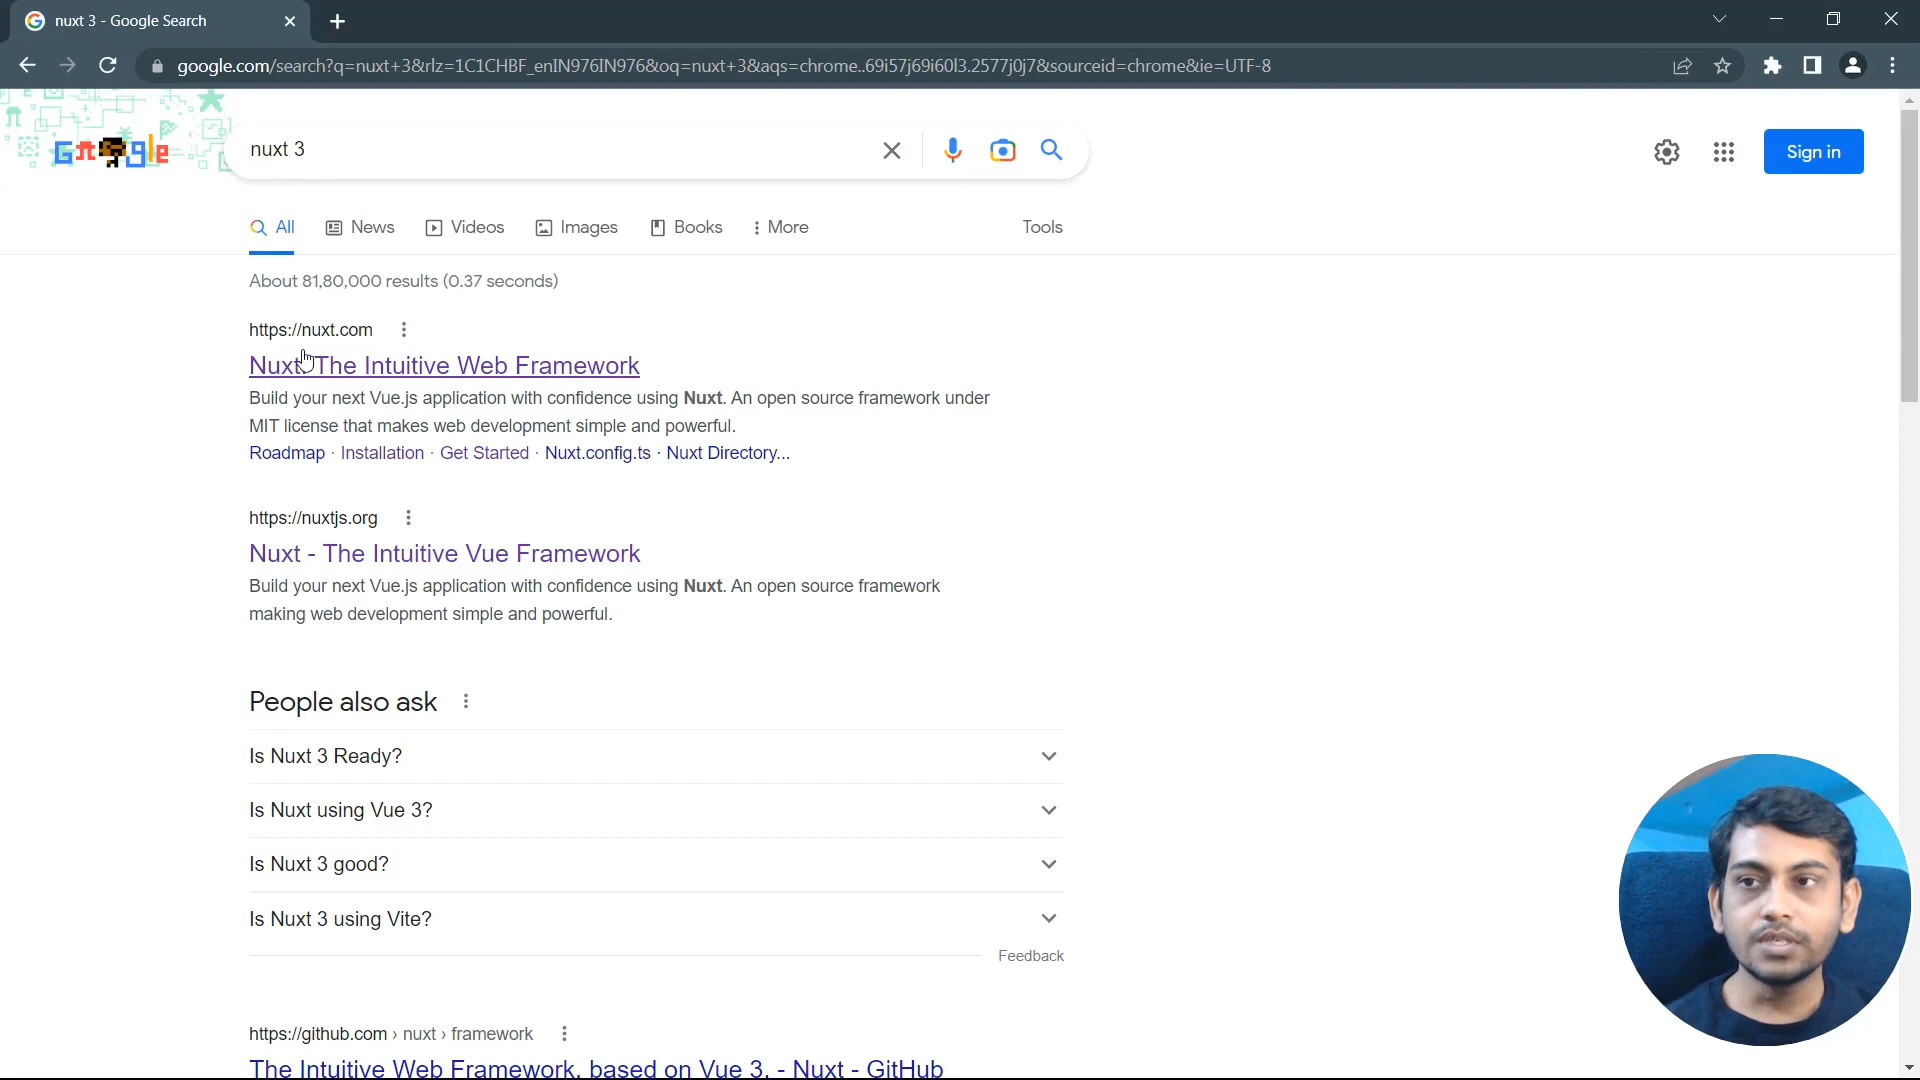 nuxt 3 - Google Search
google.com/search?q=nuxt+3&rlz=1C1CHBF_enIN976IN976&oq=nuxt+3&aqs=chrome..69i57j69i60l3.2577j0j7&sourceid=chrome&ie=UTF-8
nuxt 3
Sign in
All News Videos Images Books More Tools
About 81,80,000 results (0.37 seconds)
https://nuxt.com
Nuxt: The Intuitive Web Framework
Build your next Vue.js application with confidence using Nuxt. An open source framework under
MIT license that makes web development simple and powerful.
Roadmap · Installation · Get Started · Nuxt.config.ts · Nuxt Directory...
https://nuxtjs.org
Nuxt - The Intuitive Vue Framework
Build your next Vue.js application with confidence using Nuxt. An open source framework
making web development simple and powerful.
People also ask
Is Nuxt 3 Ready?
Is Nuxt using Vue 3?
Is Nuxt 3 good?
Is Nuxt 3 using Vite?
Feedback
https://github.com › nuxt › framework
The Intuitive Web Framework, based on Vue 3. - Nuxt - GitHub